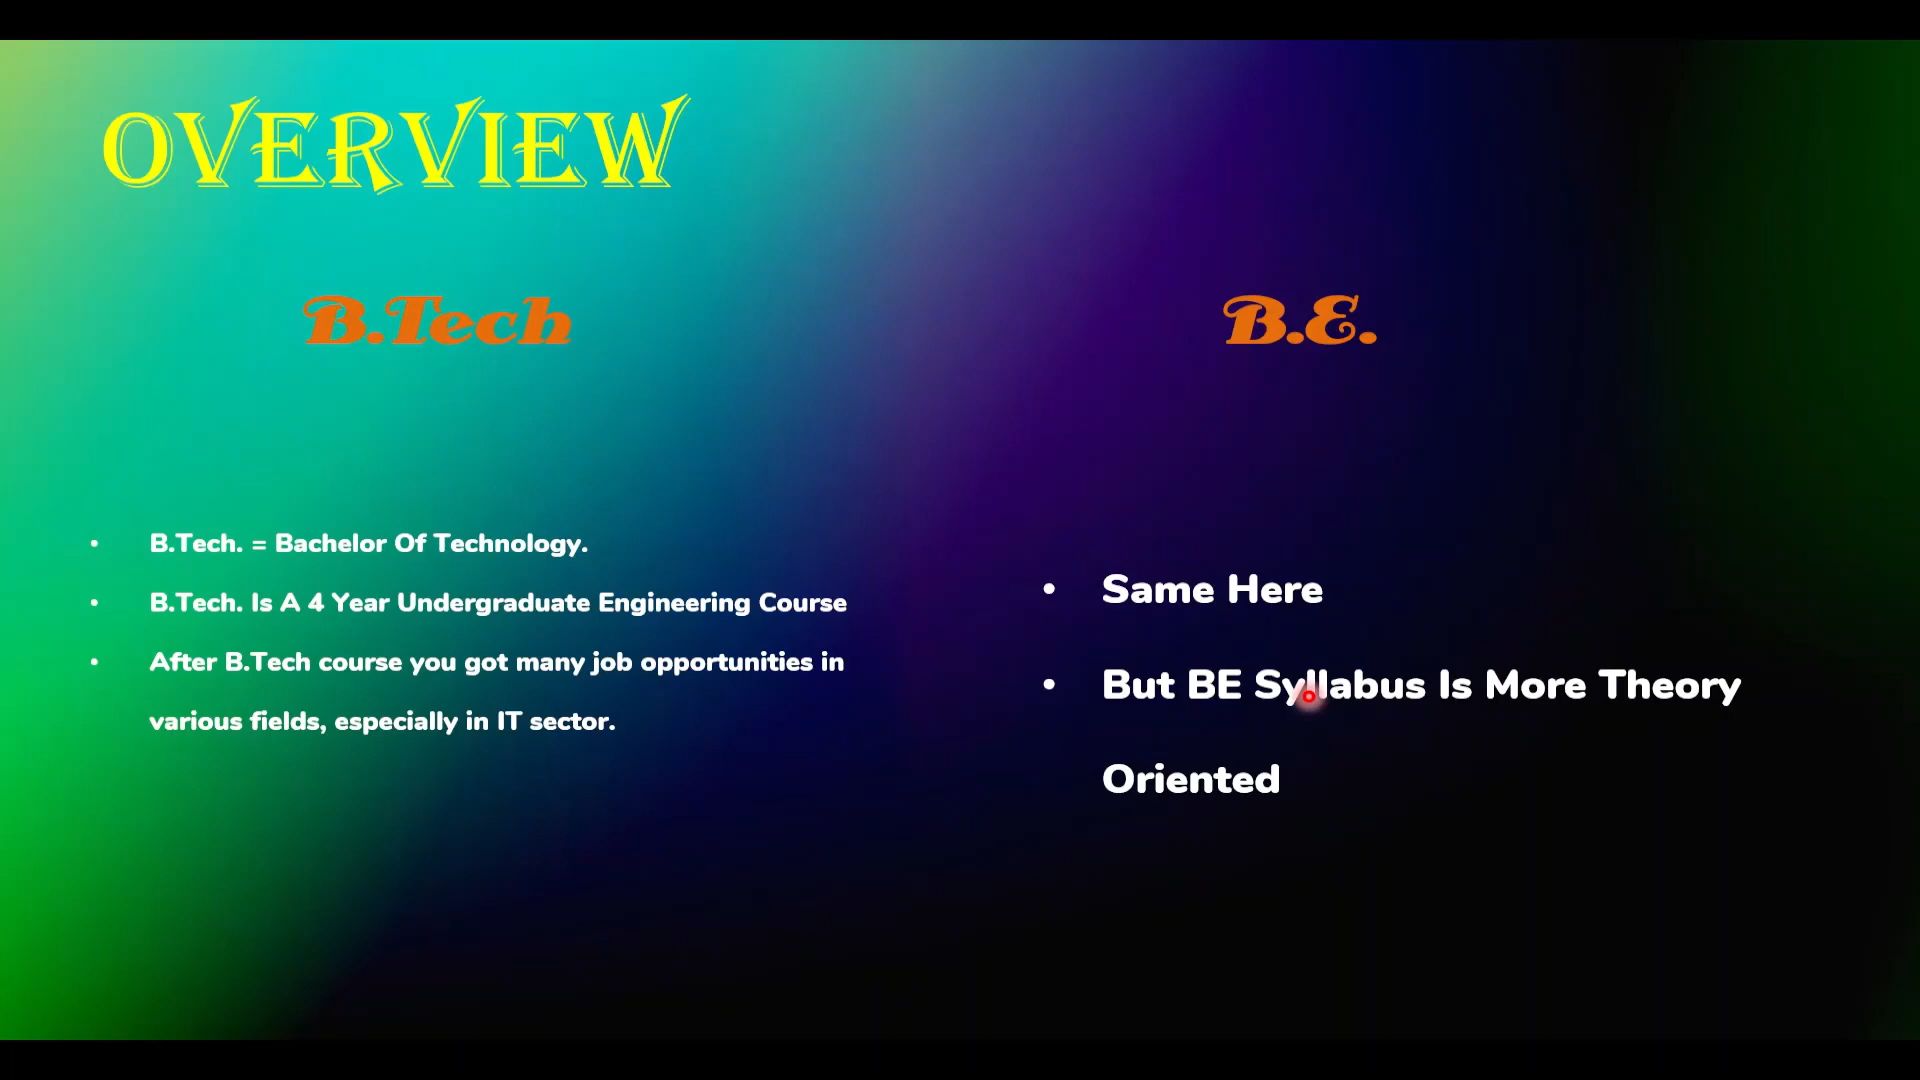 OVERVIEW
B.Tech
B.E.
• B.Tech. = Bachelor Of Technology.
• B.Tech. Is A 4 Year Undergraduate Engineering Course
• After B.Tech course you got many job opportunities in
various fields, especially in IT sector.
• Same Here
• But BE Syllabus Is More Theory
Oriented